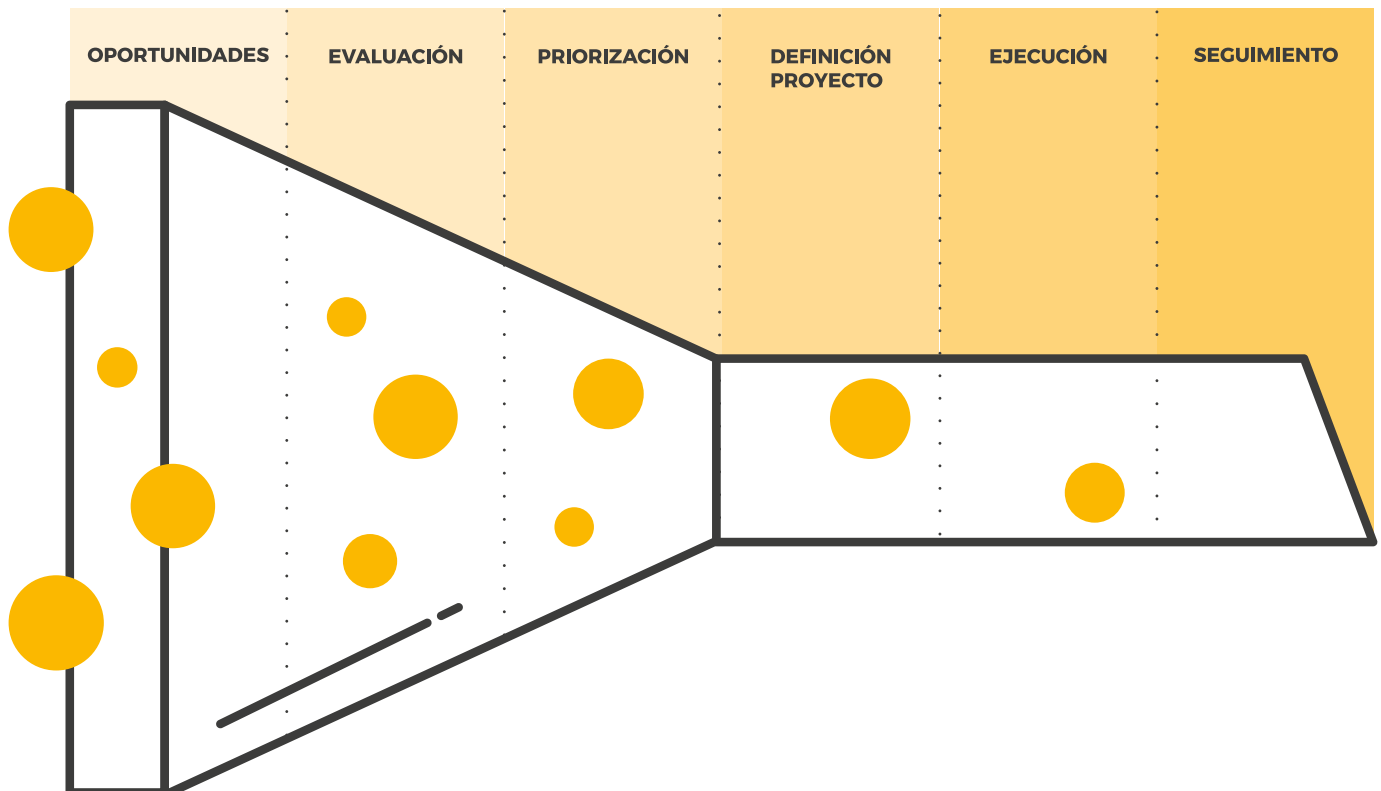 OPORTUNIDADES
EVALUACIÓN
PRIORIZACIÓN
DEFINICIÓN
PROYECTO
EJECUCIÓN
SEGUIMIENTO